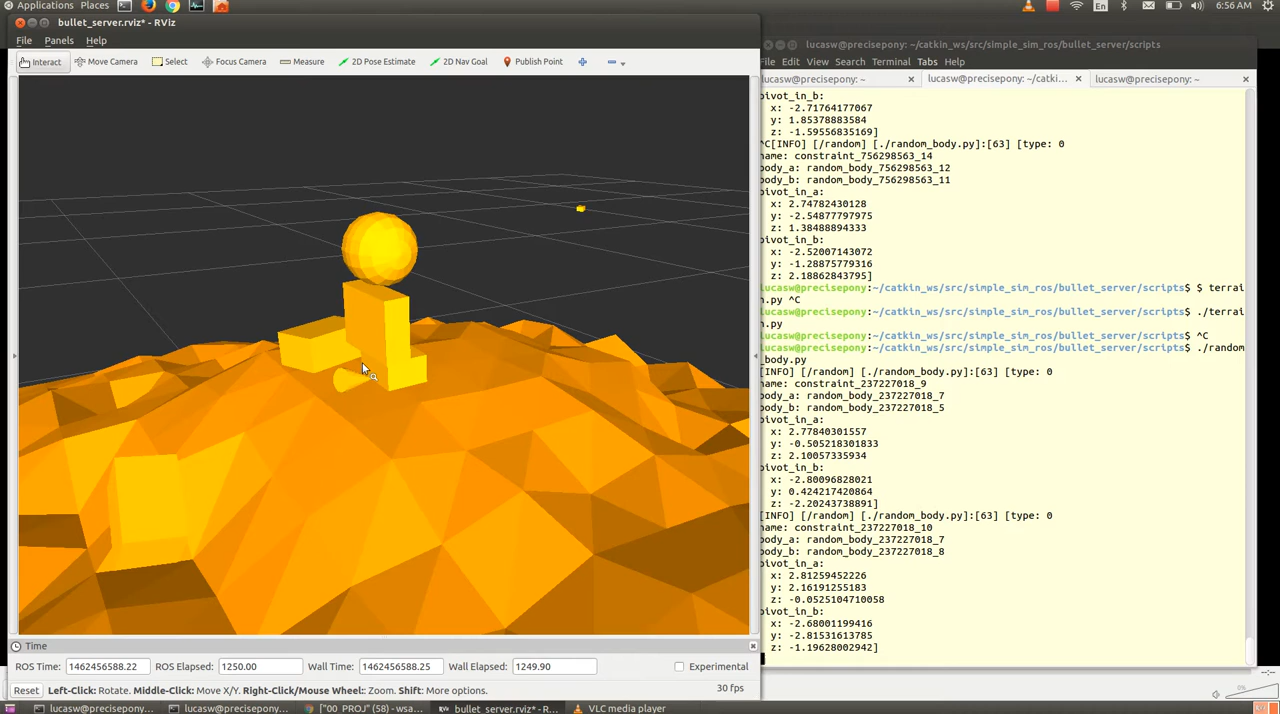 Applications Places
En
6:56 AM
bullet_server.rviz* - RViz
File Panels Help
Interact Move Camera Select Focus Camera Measure 2D Pose Estimate 2D Nav Goal Publish Point
Time
ROS Time: 1462456588.22 ROS Elapsed: 1250.00 Wall Time: 1462456588.25 Wall Elapsed: 1249.90 Experimental
Reset Left-Click: Rotate. Middle-Click: Move X/Y. Right-Click/Mouse Wheel:: Zoom. Shift: More options. 30 fps
lucasw@precisepony: ~/catkin_ws/src/simple_sim_ros/bullet_server/scripts
File Edit View Search Terminal Tabs Help
lucasw@precisepony: ~ lucasw@precisepony: ~/catki... lucasw@precisepony: ~
pivot_in_b:
x: -2.71764177067
y: 1.85378883584
z: -1.59556835169]
^C[INFO] [/random] [./random_body.py]:[63] [type: 0
name: constraint_756298563_14
body_a: random_body_756298563_12
body_b: random_body_756298563_11
pivot_in_a:
x: 2.74782430128
y: -2.54877797975
z: 1.38488894333
pivot_in_b:
x: -2.52007143072
y: -1.28875779316
z: 2.18862843795]
lucasw@precisepony:~/catkin_ws/src/simple_sim_ros/bullet_server/scripts$ $ terrai
n.py ^C
lucasw@precisepony:~/catkin_ws/src/simple_sim_ros/bullet_server/scripts$ ./terrai
n.py
lucasw@precisepony:~/catkin_ws/src/simple_sim_ros/bullet_server/scripts$ ^C
lucasw@precisepony:~/catkin_ws/src/simple_sim_ros/bullet_server/scripts$ ./random
_body.py
[INFO] [/random] [./random_body.py]:[63] [type: 0
name: constraint_237227018_9
body_a: random_body_237227018_7
body_b: random_body_237227018_5
pivot_in_a:
x: 2.77840301557
y: -0.505218301833
z: 2.10057335934
pivot_in_b:
x: -2.80096828021
y: 0.424217420864
z: -2.20243738891]
[INFO] [/random] [./random_body.py]:[63] [type: 0
name: constraint_237227018_10
body_a: random_body_237227018_7
body_b: random_body_237227018_8
pivot_in_a:
x: 2.81259452226
y: 2.16191255183
z: -0.0525104710058
pivot_in_b:
x: -2.68001199416
y: -2.81531613785
z: -1.19628002942]
--:--
0%
lucasw@precisepony: ~/... lucasw@precisepony: ~/... ["00_PROJ" (58) - wsa... bullet_server.rviz* - R... VLC media player